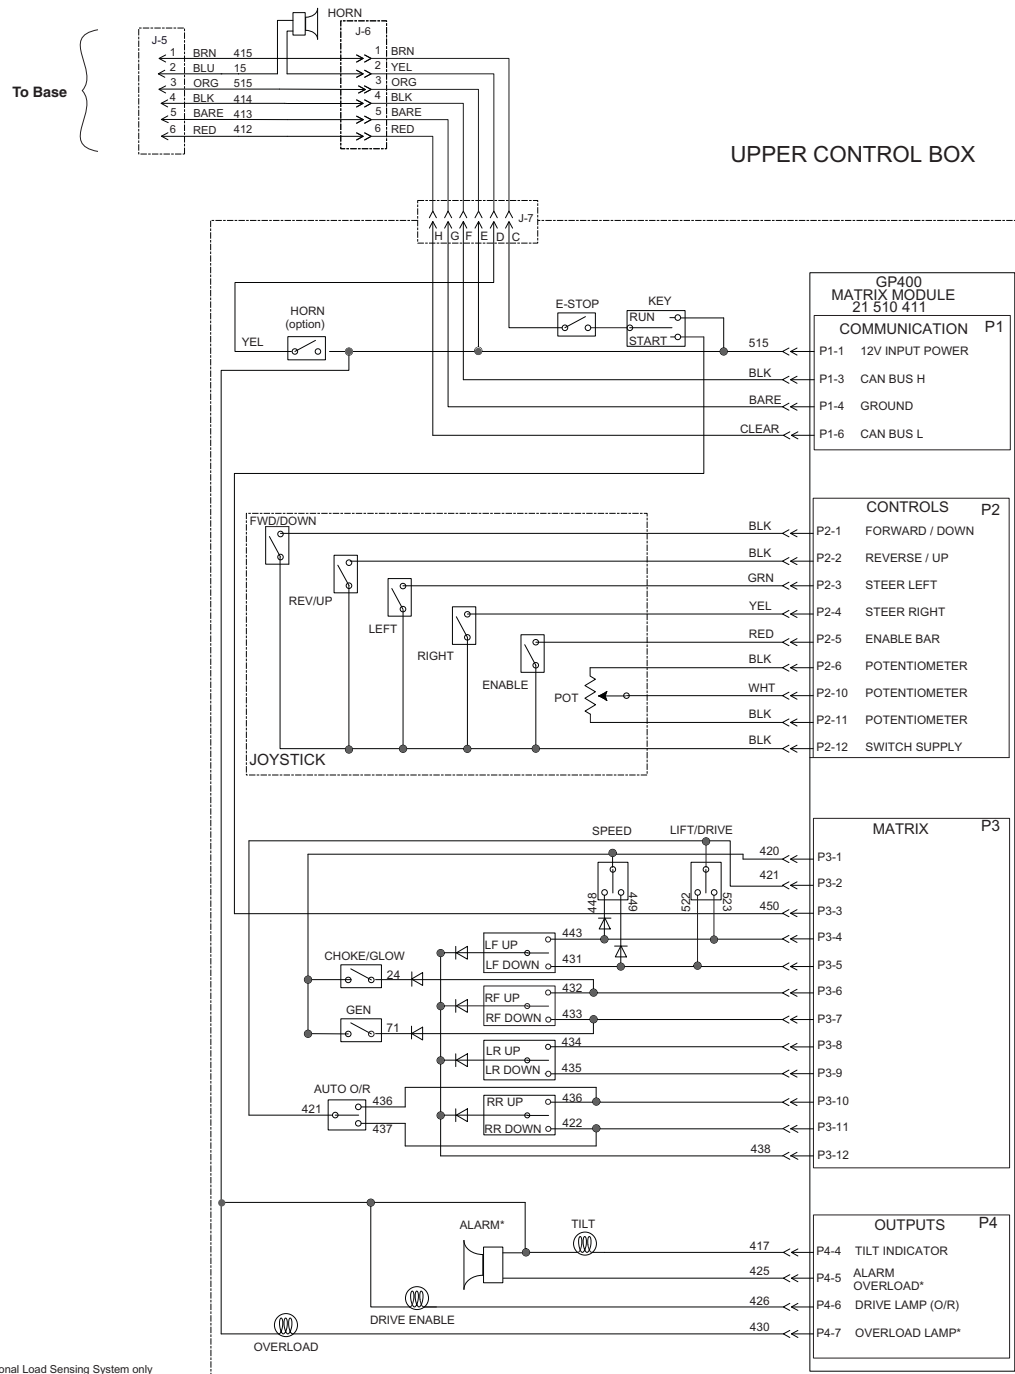 HORN
J-5
J-6
To Base
1 BRN 415 1 BRN
2 BLU 15 2 YEL
3 ORG 515 3 ORG
4 BLK 414 4 BLK
5 BARE 413 5 BARE
6 RED 412 6 RED
UPPER CONTROL BOX
J-7
H G F E D C
GP400
MATRIX MODULE
21 510 411
HORN
(option)
YEL
E-STOP
KEY
RUN
START
COMMUNICATION P1
515 P1-1 12V INPUT POWER
BLK P1-3 CAN BUS H
BARE P1-4 GROUND
CLEAR P1-6 CAN BUS L
CONTROLS P2
FWD/DOWN
BLK P2-1 FORWARD / DOWN
BLK P2-2 REVERSE / UP
REV/UP
GRN P2-3 STEER LEFT
LEFT
YEL P2-4 STEER RIGHT
RIGHT
RED P2-5 ENABLE BAR
ENABLE
BLK P2-6 POTENTIOMETER
POT
WHT P2-10 POTENTIOMETER
BLK P2-11 POTENTIOMETER
BLK P2-12 SWITCH SUPPLY
JOYSTICK
MATRIX P3
SPEED
LIFT/DRIVE
420 P3-1
421 P3-2
448 449 522 523
450 P3-3
LF UP 443 P3-4
LF DOWN 431 P3-5
CHOKE/GLOW
24
RF UP 432 P3-6
RF DOWN 433 P3-7
GEN
71
LR UP 434 P3-8
LR DOWN 435 P3-9
AUTO O/R
421 436
437
RR UP 436 P3-10
RR DOWN 422 P3-11
438 P3-12
OUTPUTS P4
ALARM*
TILT
417 P4-4 TILT INDICATOR
425 P4-5 ALARM
OVERLOAD*
426 P4-6 DRIVE LAMP (O/R)
DRIVE ENABLE
430 P4-7 OVERLOAD LAMP*
OVERLOAD
onal Load Sensing System only